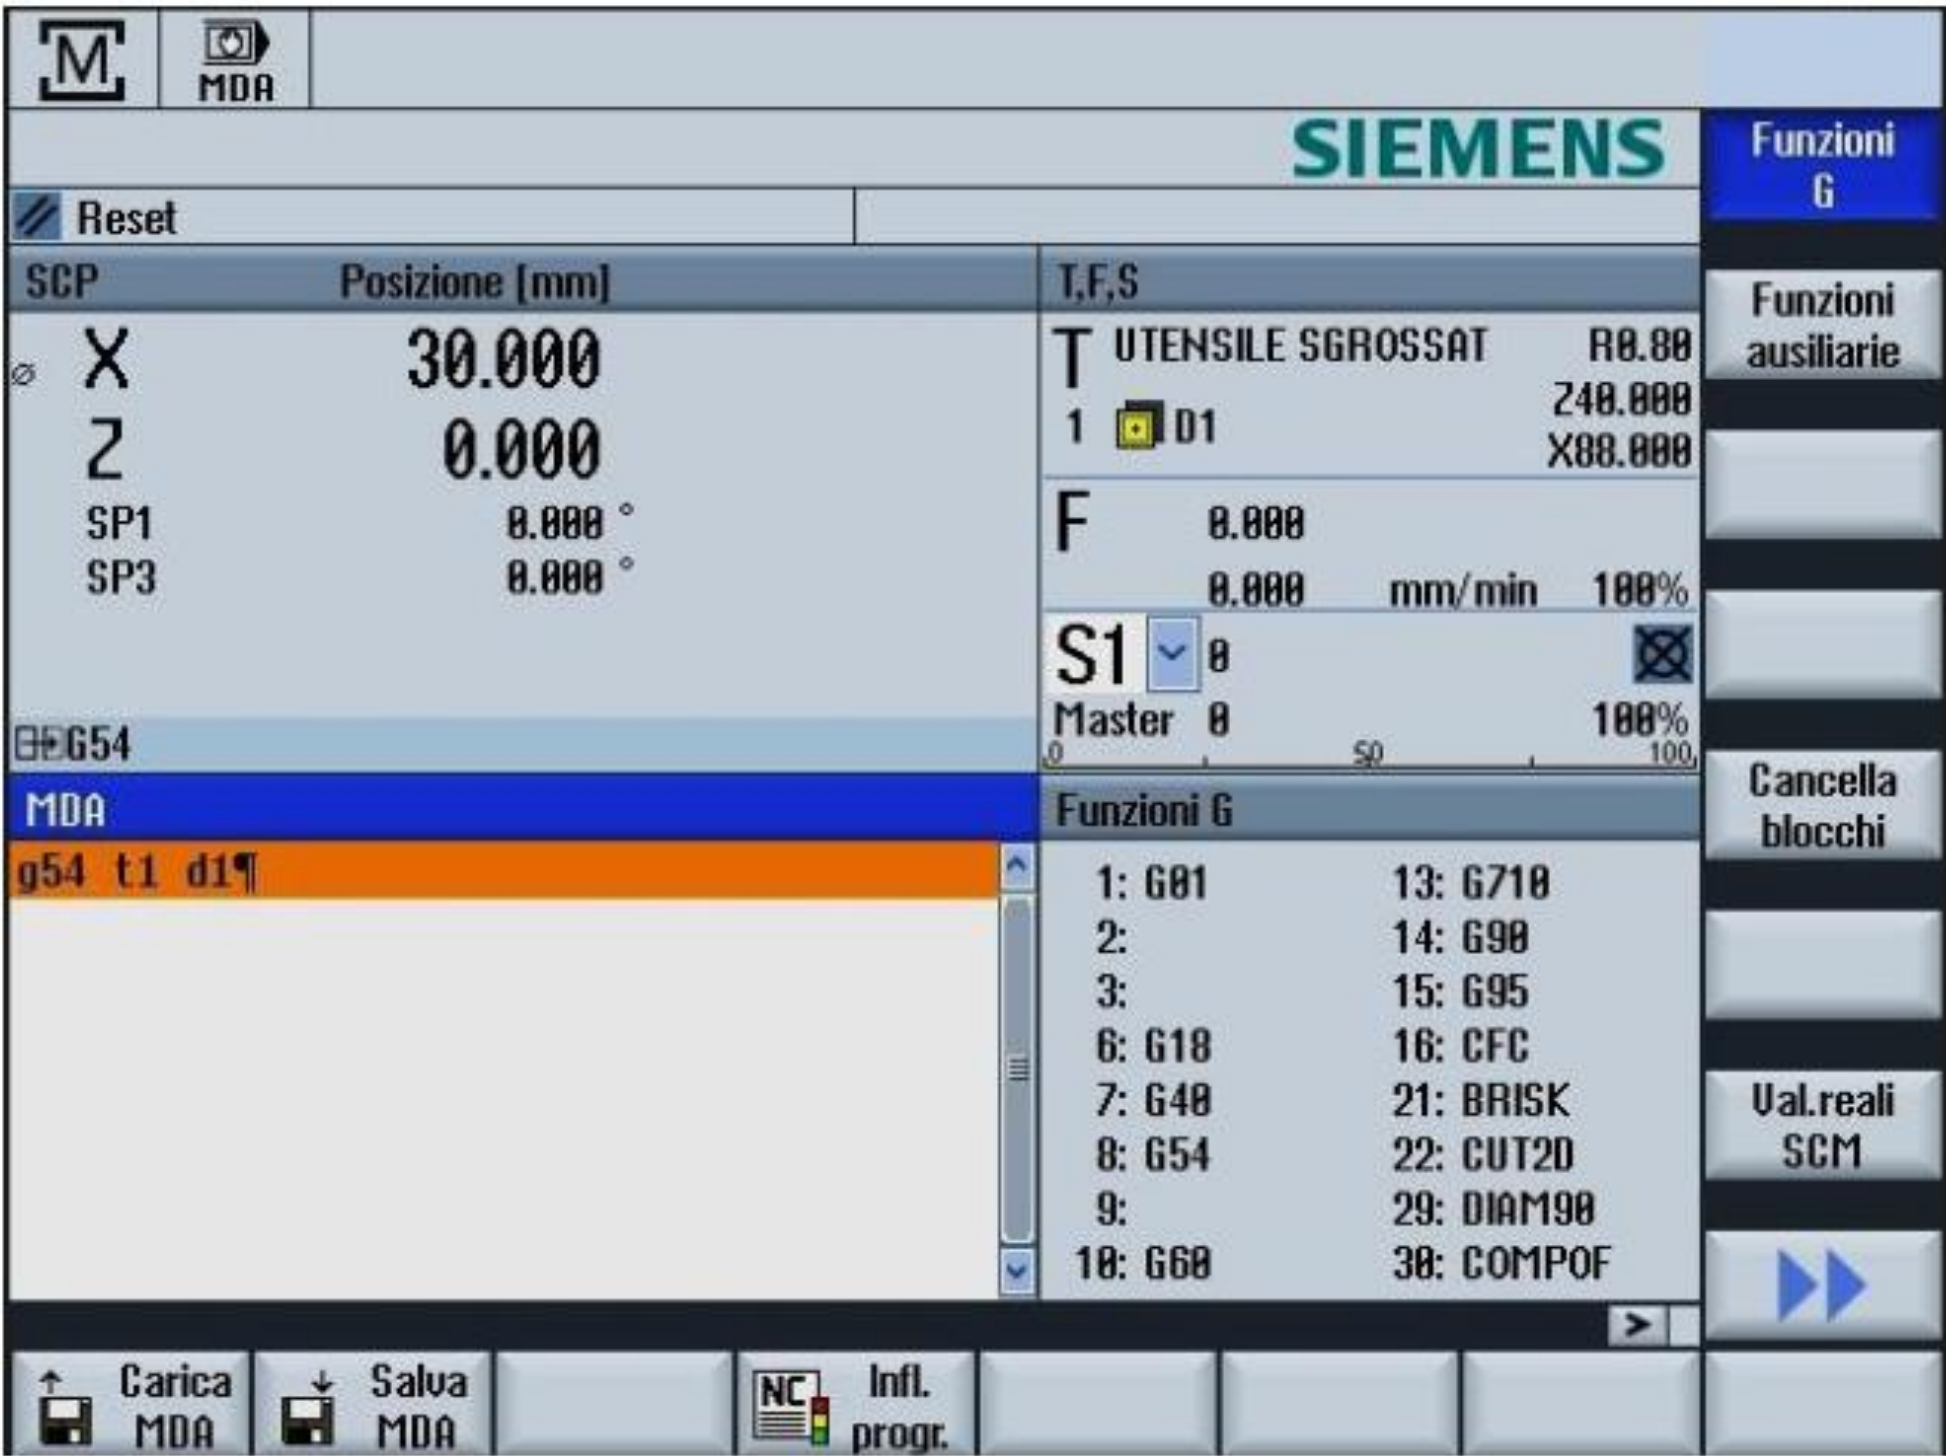 M
MDA
SIEMENS
Funzioni
G
Reset
SCP Posizione [mm]
T,F,S
Funzioni
ausiliarie
⌀ X 30.000
Z 0.000
SP1 0.000 °
SP3 0.000 °
G54
T UTENSILE SGROSSAT R0.80
Z40.000
1 D1
X88.000
F 0.000
0.000 mm/min 100%
S1 0
Master 0 100%
0 50 100
MDA
g54 t1 d1¶
Funzioni G
1: G01 13: G710
2: 14: G90
3: 15: G95
6: G18 16: CFC
7: G40 21: BRISK
8: G54 22: CUT2D
9: 29: DIAM90
10: G60 30: COMPOF
Cancella
blocchi
Val.reali
SCM
>
Carica
MDA
Salva
MDA
NC
Infl.
progr.